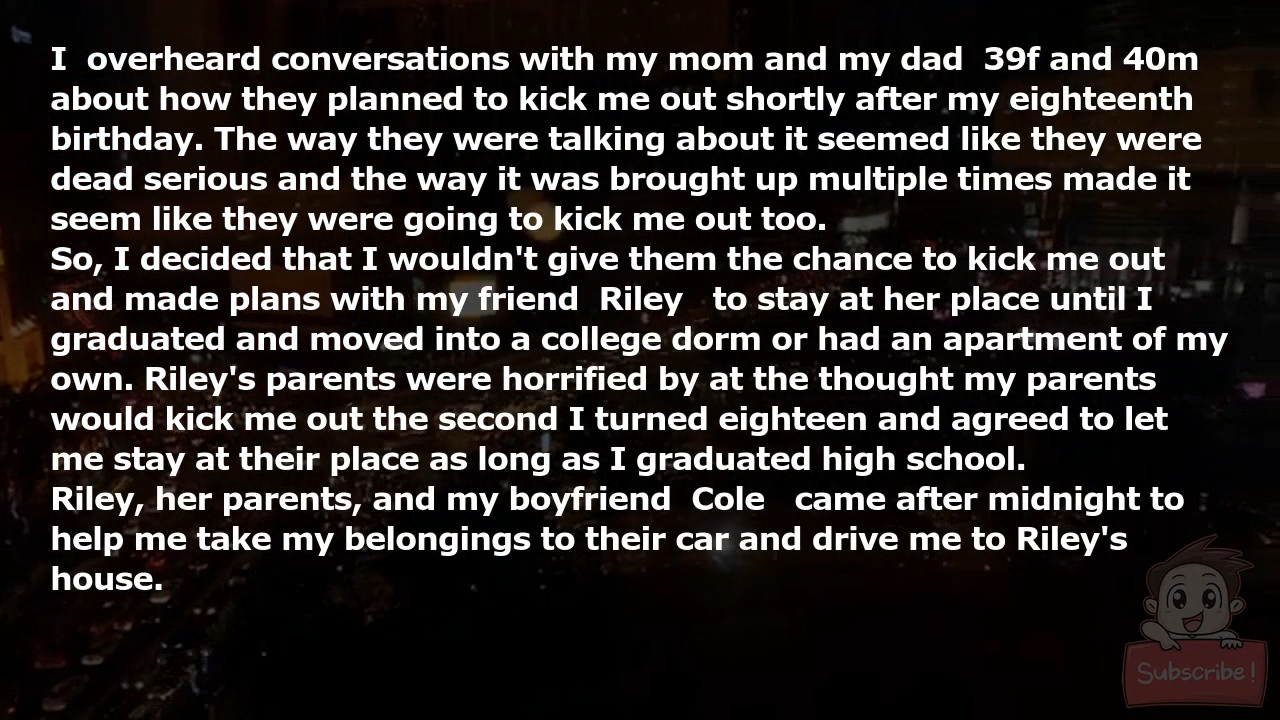 I  overheard conversations with my mom and my dad  39f and 40m
about how they planned to kick me out shortly after my eighteenth
birthday. The way they were talking about it seemed like they were
dead serious and the way it was brought up multiple times made it
seem like they were going to kick me out too.
So, I decided that I wouldn't give them the chance to kick me out
and made plans with my friend  Riley   to stay at her place until I
graduated and moved into a college dorm or had an apartment of my
own. Riley's parents were horrified by at the thought my parents
would kick me out the second I turned eighteen and agreed to let
me stay at their place as long as I graduated high school.
Riley, her parents, and my boyfriend  Cole   came after midnight to
help me take my belongings to their car and drive me to Riley's
house.
Subscribe!